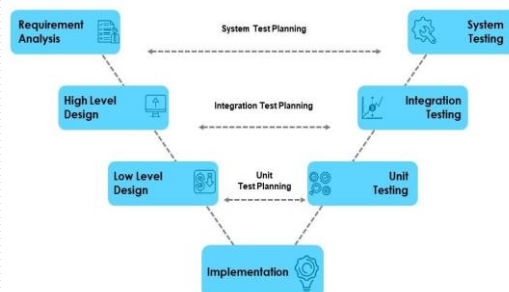 Requirement
Analysis
System Test Planning
System
Testing
High Level
Design
Integration Test Planning
Integration
Testing
Low Level
Design
Unit
Test Planning
Unit
Testing
Implementation